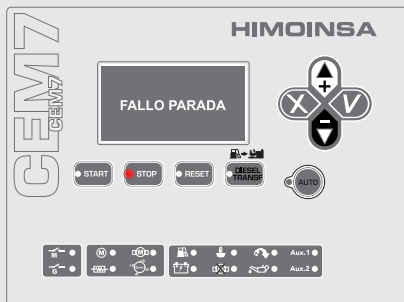 HIMOINSA
CEM7
CEM7
FALLO PARADA
+
X
V
-
START
STOP
RESET
DIESEL
TRANSF
AUTO
M
M
M
Aux.1
G
Aux.2